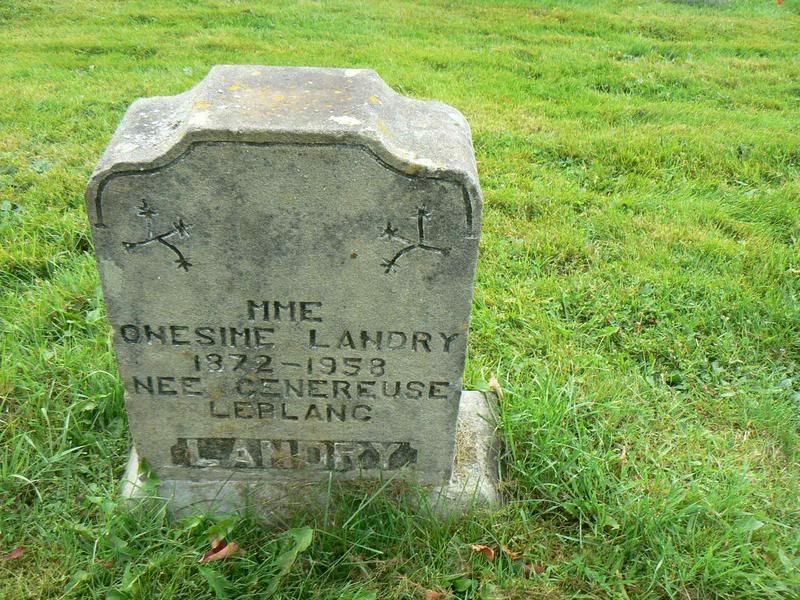 MME
ONESIME LANDRY
1872-1958
NEE GENEREUSE
LEBLANC
LANDRY